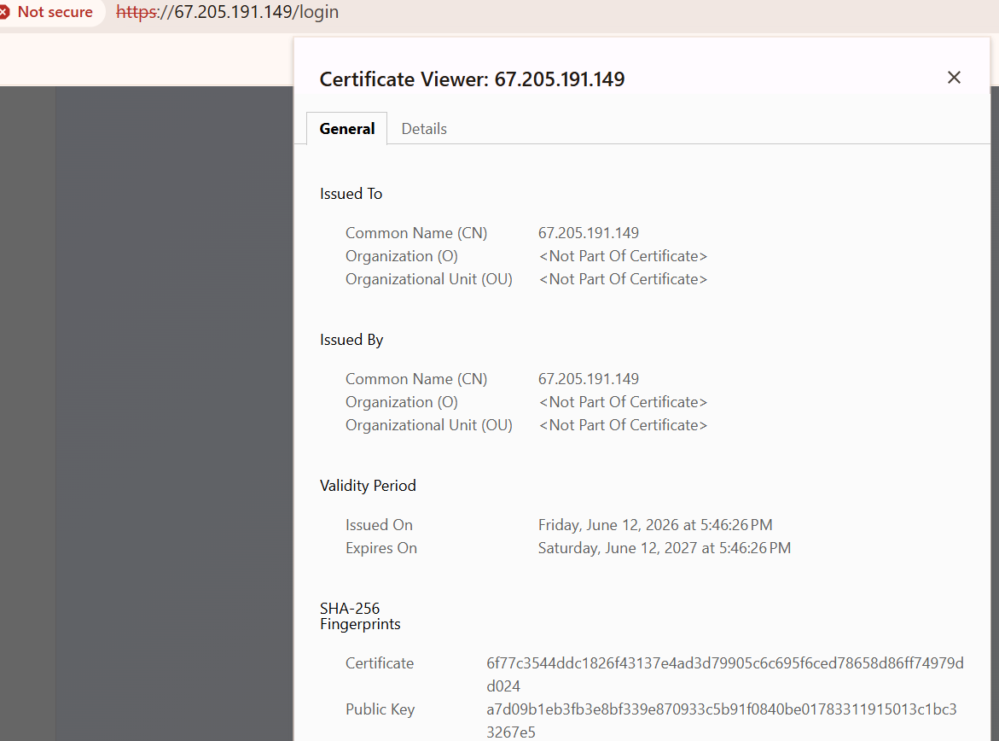 Not secure https://67.205.191.149/login
Certificate Viewer: 67.205.191.149
General Details
Issued To
Common Name (CN) 67.205.191.149
Organization (O) <Not Part Of Certificate>
Organizational Unit (OU) <Not Part Of Certificate>
Issued By
Common Name (CN) 67.205.191.149
Organization (O) <Not Part Of Certificate>
Organizational Unit (OU) <Not Part Of Certificate>
Validity Period
Issued On Friday, June 12, 2026 at 5:46:26 PM
Expires On Saturday, June 12, 2027 at 5:46:26 PM
SHA-256
Fingerprints
Certificate 6f77c3544ddc1826f43137e4ad3d79905c6c695f6ced78658d86ff74979d
d024
Public Key a7d09b1eb3fb3e8bf339e870933c5b91f0840be01783311915013c1bc3
3267e5